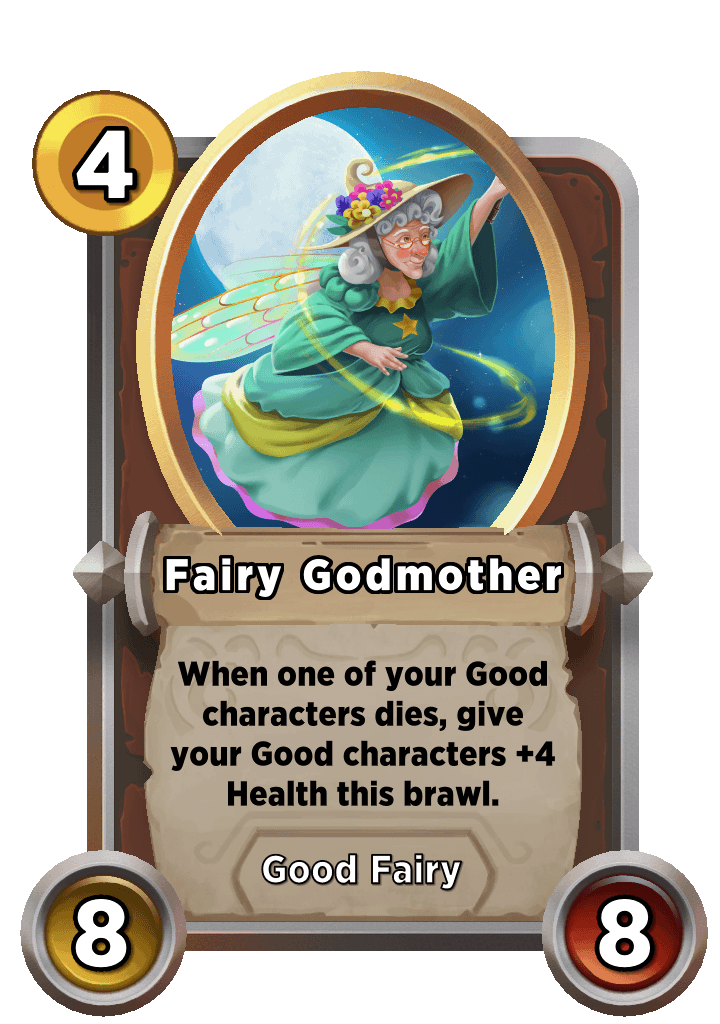 4
Fairy Godmother
When one of your Good
characters dies, give
your Good characters +4
Health this brawl.
Good Fairy
8
8